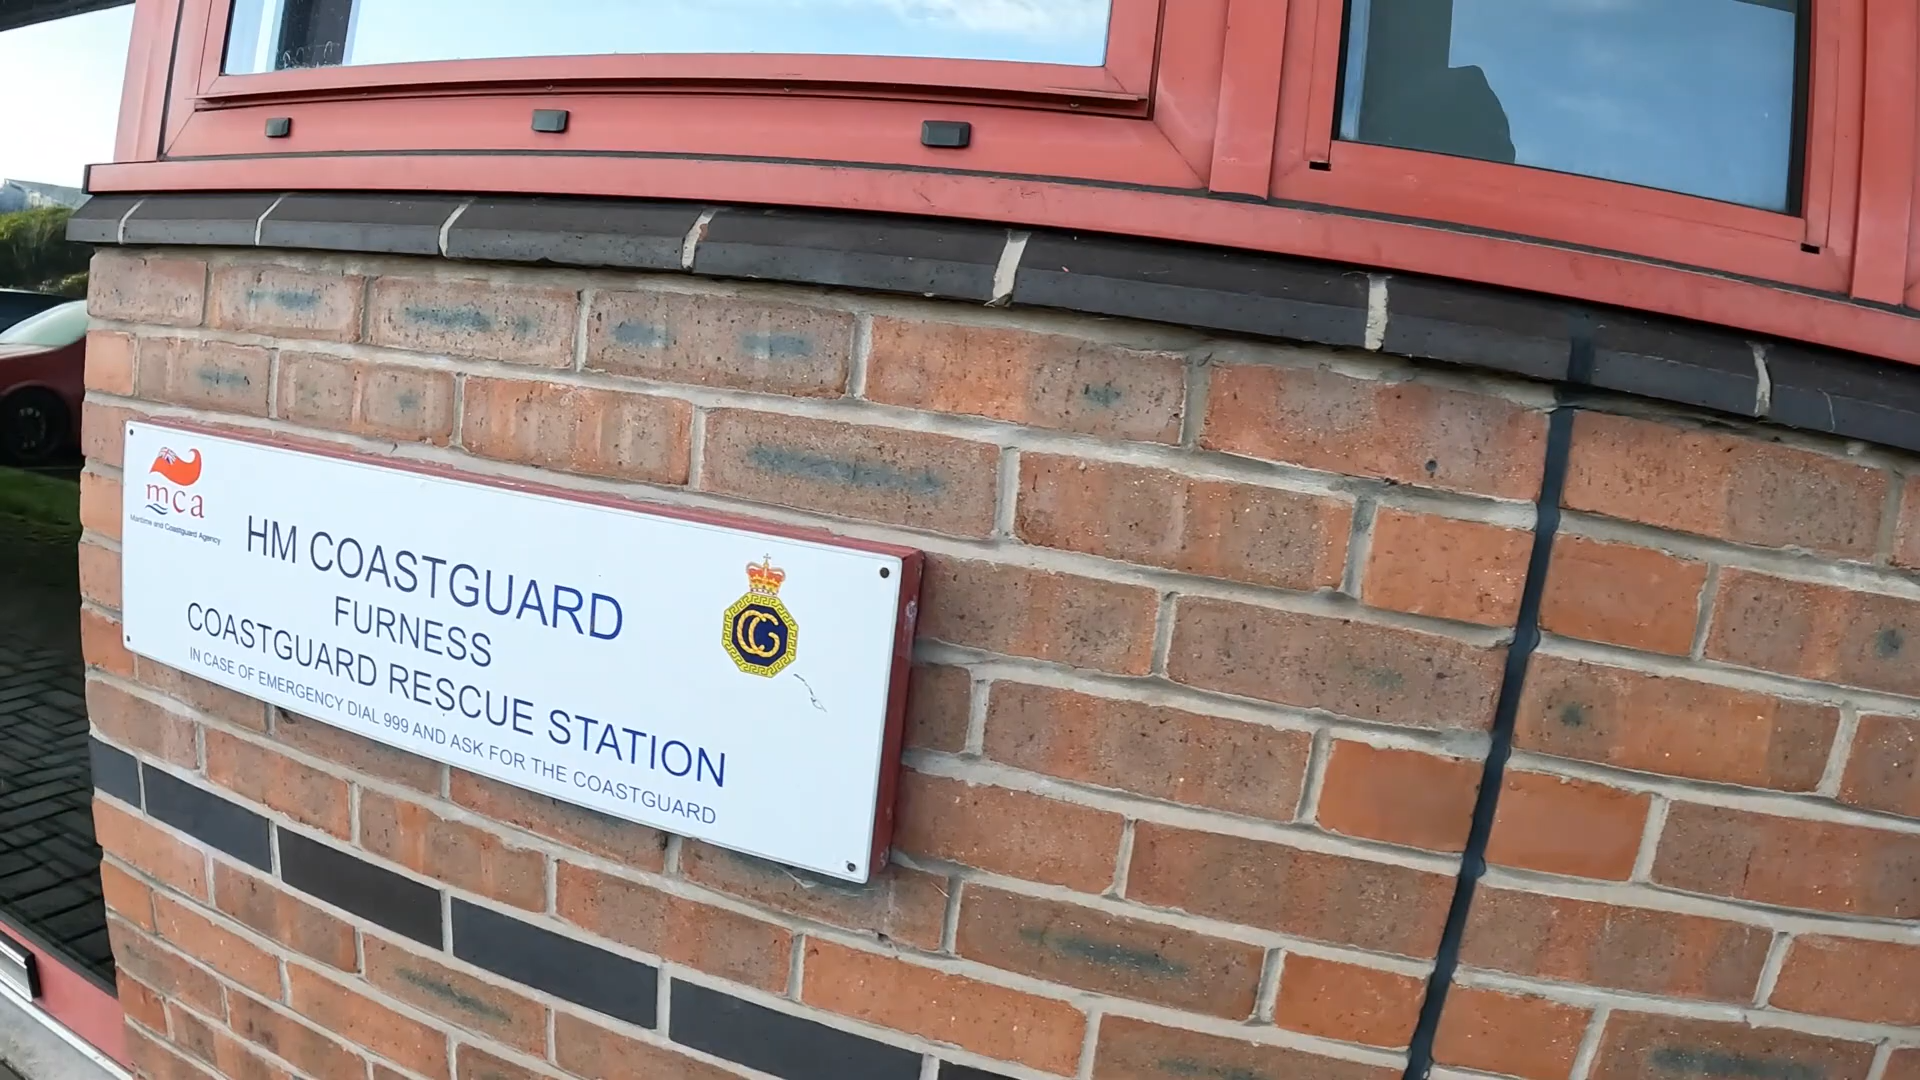 mca
Maritime and Coastguard Agency
HM COASTGUARD
FURNESS
COASTGUARD RESCUE STATION
IN CASE OF EMERGENCY DIAL 999 AND ASK FOR THE COASTGUARD
CG